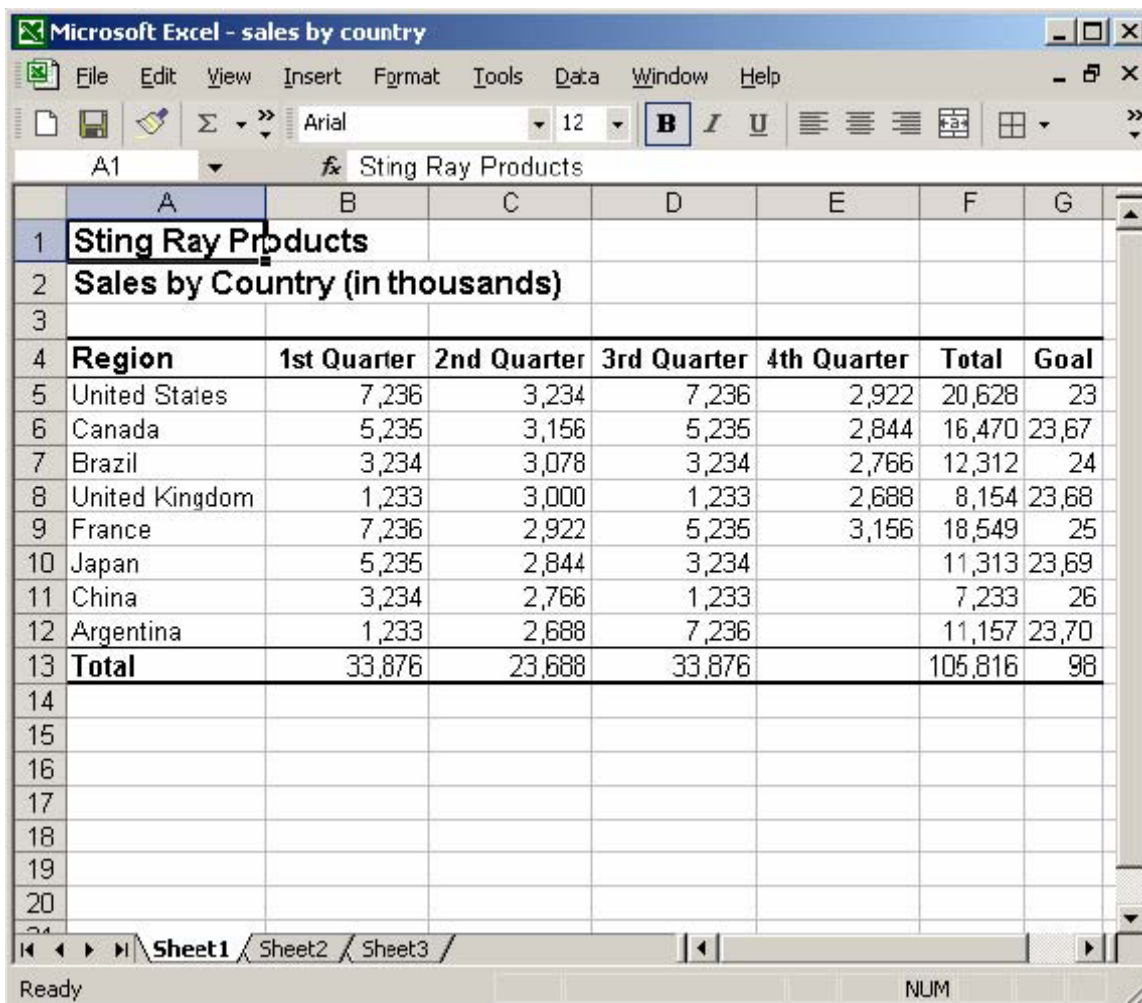 Microsoft Excel - sales by country
File Edit View Insert Format Tools Data Window Help
Σ Arial 12 B I U a
A1 fx Sting Ray Products
A B C D E F G
1 Sting Ray Products
2 Sales by Country (in thousands)
3
4 Region 1st Quarter 2nd Quarter 3rd Quarter 4th Quarter Total Goal
5 United States 7,236 3,234 7,236 2,922 20,628 23
6 Canada 5,235 3,156 5,235 2,844 16,470 23,67
7 Brazil 3,234 3,078 3,234 2,766 12,312 24
8 United Kingdom 1,233 3,000 1,233 2,688 8,154 23,68
9 France 7,236 2,922 5,235 3,156 18,549 25
10 Japan 5,235 2,844 3,234 11,313 23,69
11 China 3,234 2,766 1,233 7,233 26
12 Argentina 1,233 2,688 7,236 11,157 23,70
13 Total 33,876 23,688 33,876 105,816 98
14
15
16
17
18
19
20
Sheet1 Sheet2 Sheet3
Ready NUM